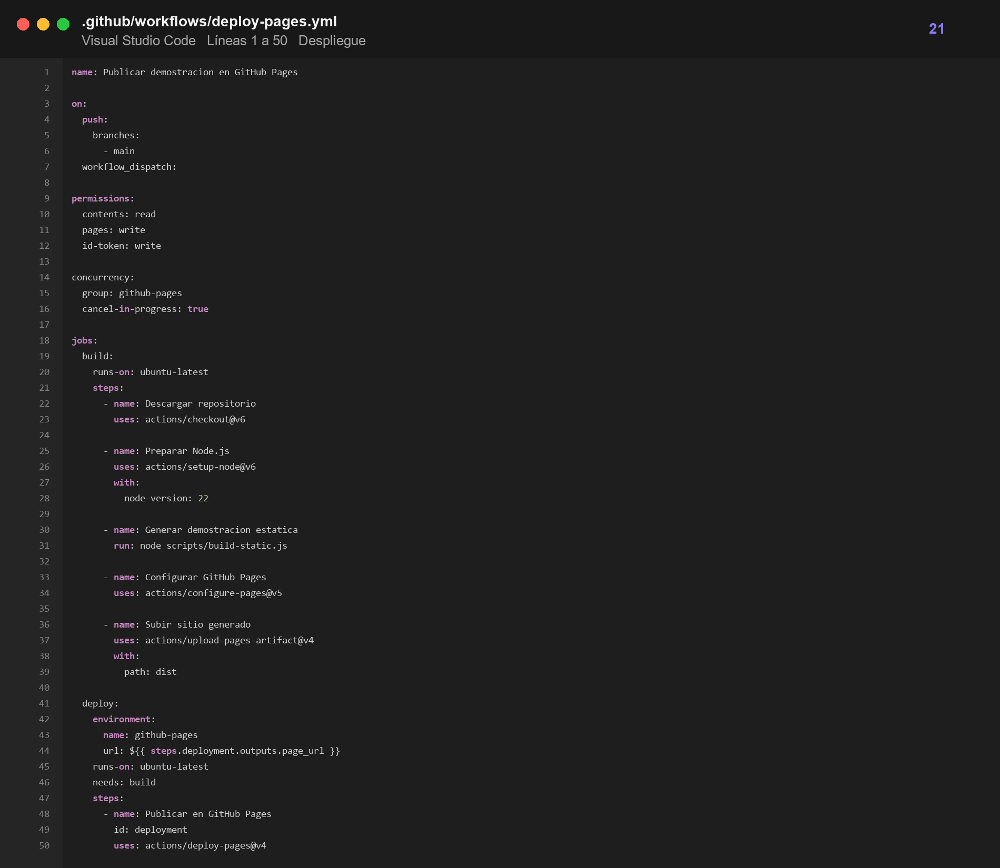 .github/workflows/deploy-pages.yml
Visual Studio Code   Líneas 1 a 50   Despliegue
21
1 name: Publicar demostracion en GitHub Pages
2
3 on:
4   push:
5     branches:
6       - main
7   workflow_dispatch:
8
9 permissions:
10   contents: read
11   pages: write
12   id-token: write
13
14 concurrency:
15   group: github-pages
16   cancel-in-progress: true
17
18 jobs:
19   build:
20     runs-on: ubuntu-latest
21     steps:
22       - name: Descargar repositorio
23         uses: actions/checkout@v6
24
25       - name: Preparar Node.js
26         uses: actions/setup-node@v6
27         with:
28           node-version: 22
29
30       - name: Generar demostracion estatica
31         run: node scripts/build-static.js
32
33       - name: Configurar GitHub Pages
34         uses: actions/configure-pages@v5
35
36       - name: Subir sitio generado
37         uses: actions/upload-pages-artifact@v4
38         with:
39           path: dist
40
41   deploy:
42     environment:
43       name: github-pages
44       url: ${{ steps.deployment.outputs.page_url }}
45     runs-on: ubuntu-latest
46     needs: build
47     steps:
48       - name: Publicar en GitHub Pages
49         id: deployment
50         uses: actions/deploy-pages@v4